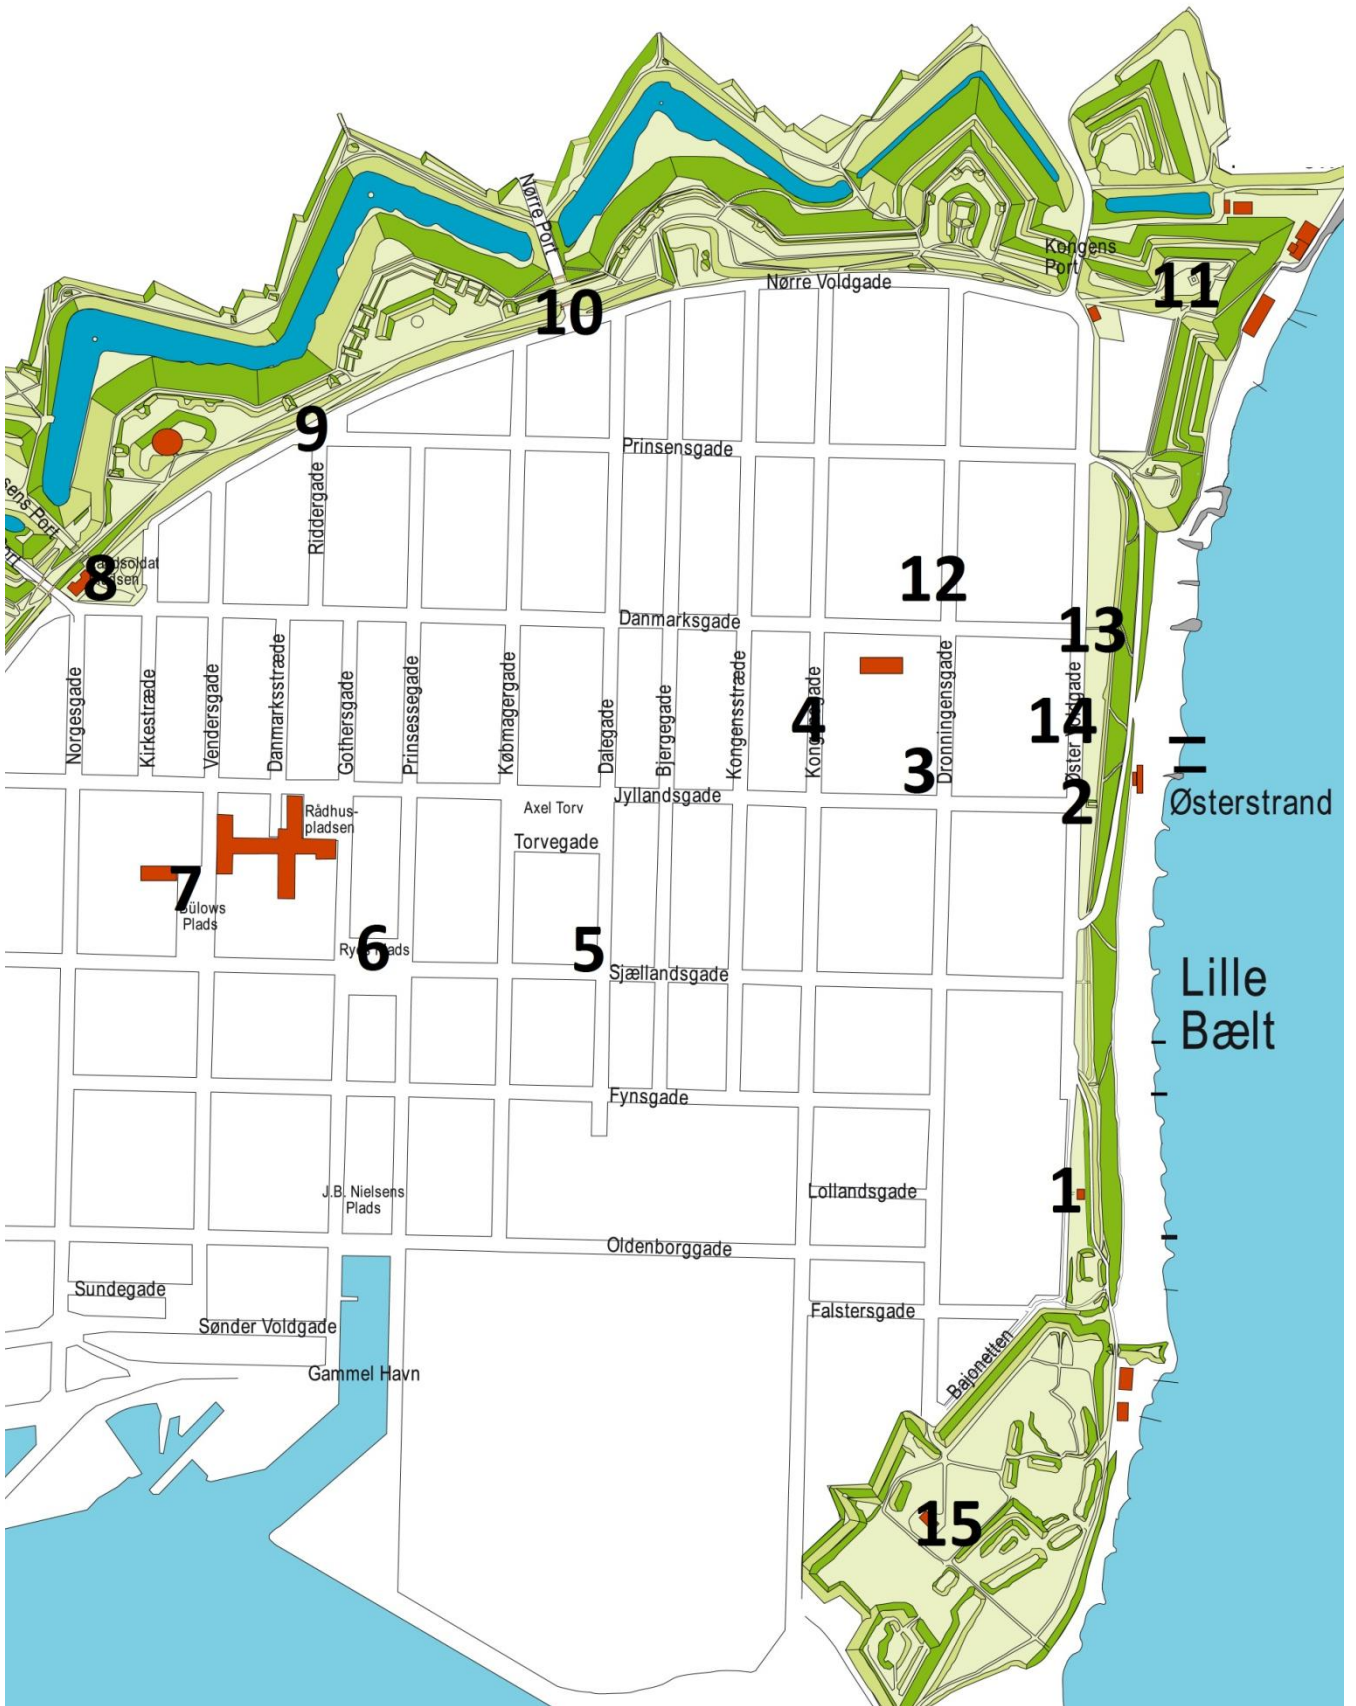 Nørre Port
Kongens
Port
11
Nørre Voldgade
10
9
Prinsensgade
Riddergade
sens Port
8
12
Danmarksgade
13
Norgesgade
Kirkestræde
Vendersgade
Danmarksstræde
Gothersgade
Prinsessegade
Købmagergade
Dalegade
Bjergegade
Kongensstræde
4
3
Dronningensgade
14
2
Jyllandsgade
Axel Torv
Rådhus-
pladsen
Torvegade
Østerstrand
7
Plads
6
5
Sjællandsgade
Lille
Bælt
Fynsgade
1
J.B. Nielsens
Plads
Lollandsgade
Oldenborggade
Sundegade
Sønder Voldgade
Falstersgade
Gammel Havn
Bajonetten
15